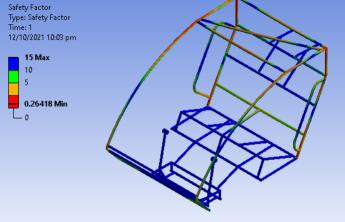 Safety Factor
Type: Safety Factor
Time: 1
12/10/2021 10:03 pm
15 Max
10
5
0.26418 Min
0